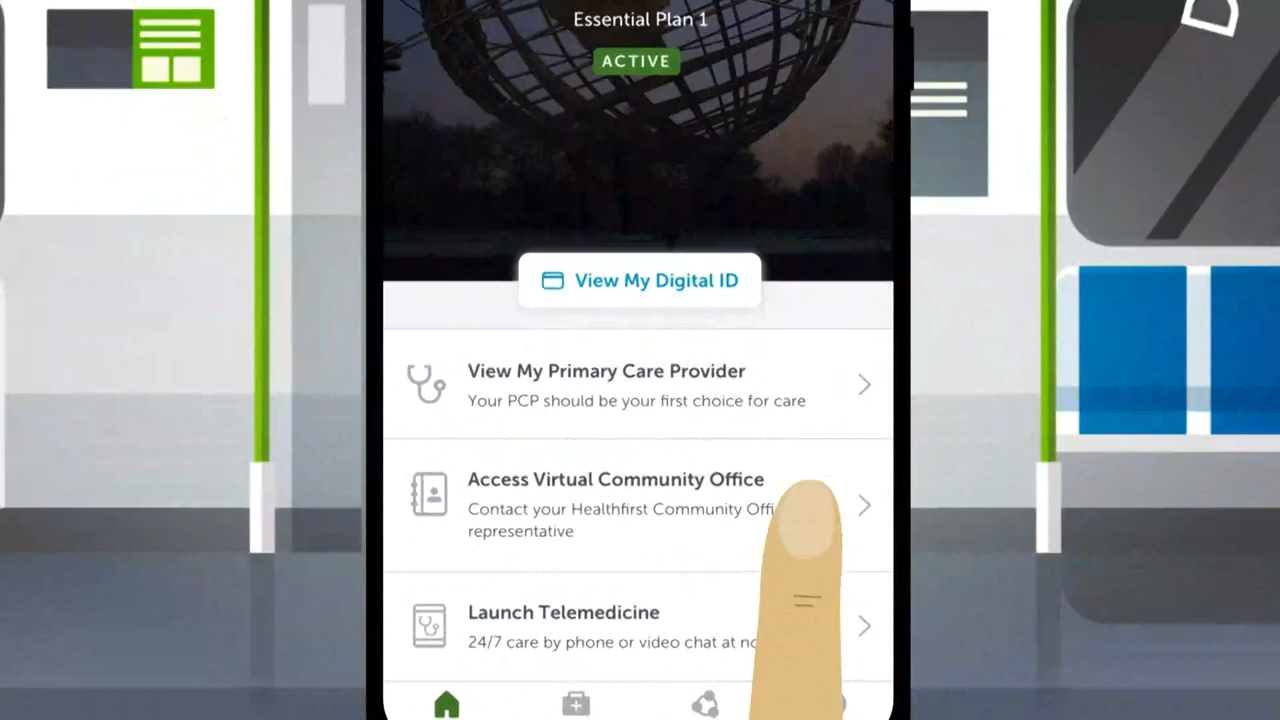 Essential Plan 1
ACTIVE
View My Digital ID
View My Primary Care Provider
Your PCP should be your first choice for care
Access Virtual Community Office
Contact your Healthfirst Community Offi
representative
Launch Telemedicine
24/7 care by phone or video chat at no